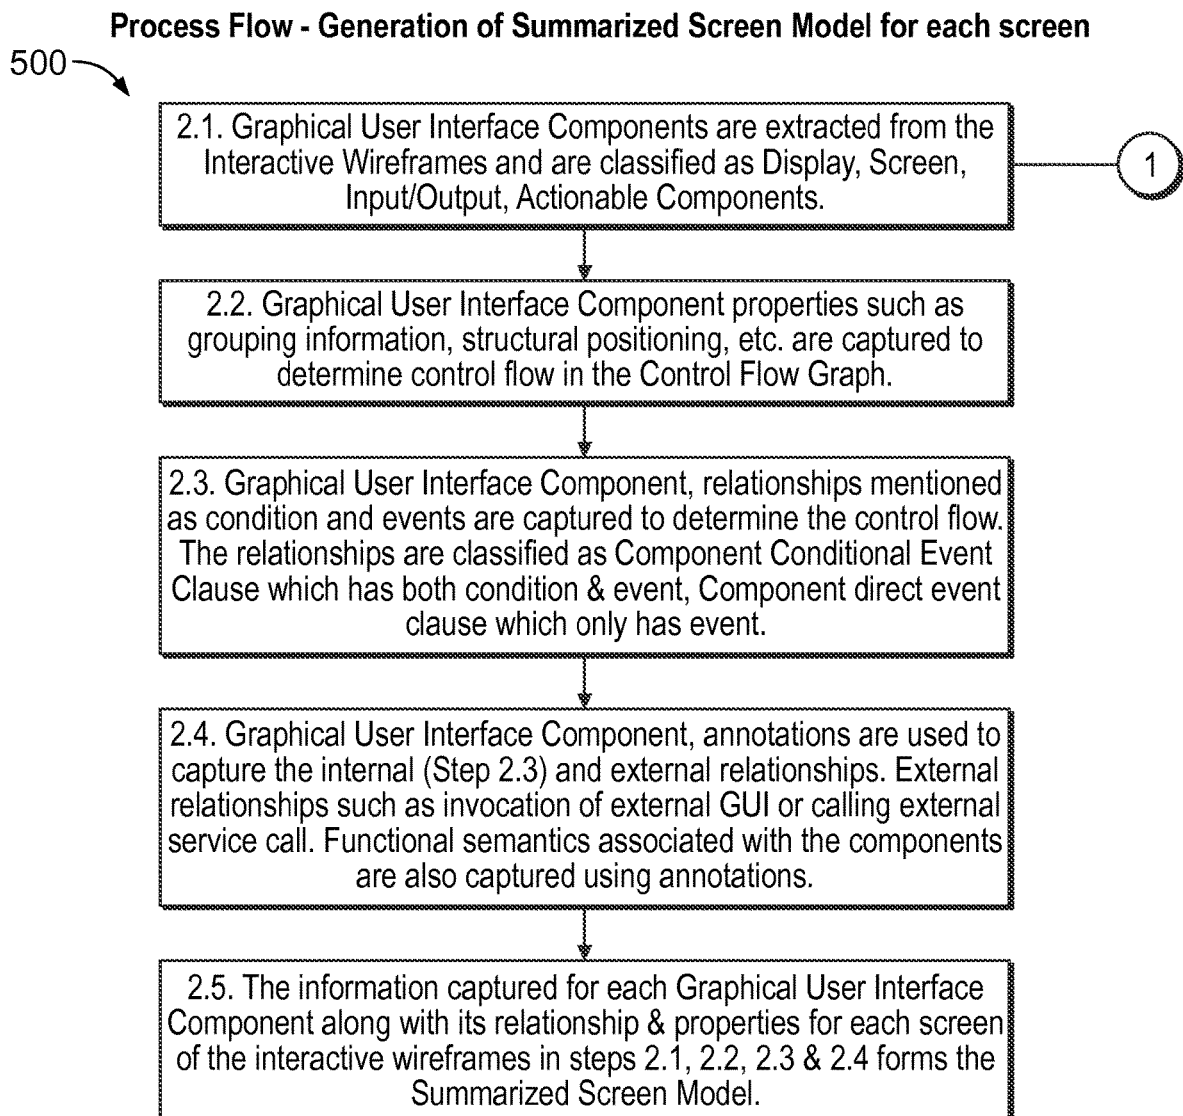 Process Flow - Generation of Summarized Screen Model for each screen
500
2.1. Graphical User Interface Components are extracted from the
Interactive Wireframes and are classified as Display, Screen,
Input/Output, Actionable Components.
1
2.2. Graphical User Interface Component properties such as
grouping information, structural positioning, etc. are captured to
determine control flow in the Control Flow Graph.
2.3. Graphical User Interface Component, relationships mentioned
as condition and events are captured to determine the control flow.
The relationships are classified as Component Conditional Event
Clause which has both condition & event, Component direct event
clause which only has event.
2.4. Graphical User Interface Component, annotations are used to
capture the internal (Step 2.3) and external relationships. External
relationships such as invocation of external GUI or calling external
service call. Functional semantics associated with the components
are also captured using annotations.
2.5. The information captured for each Graphical User Interface
Component along with its relationship & properties for each screen
of the interactive wireframes in steps 2.1, 2.2, 2.3 & 2.4 forms the
Summarized Screen Model.